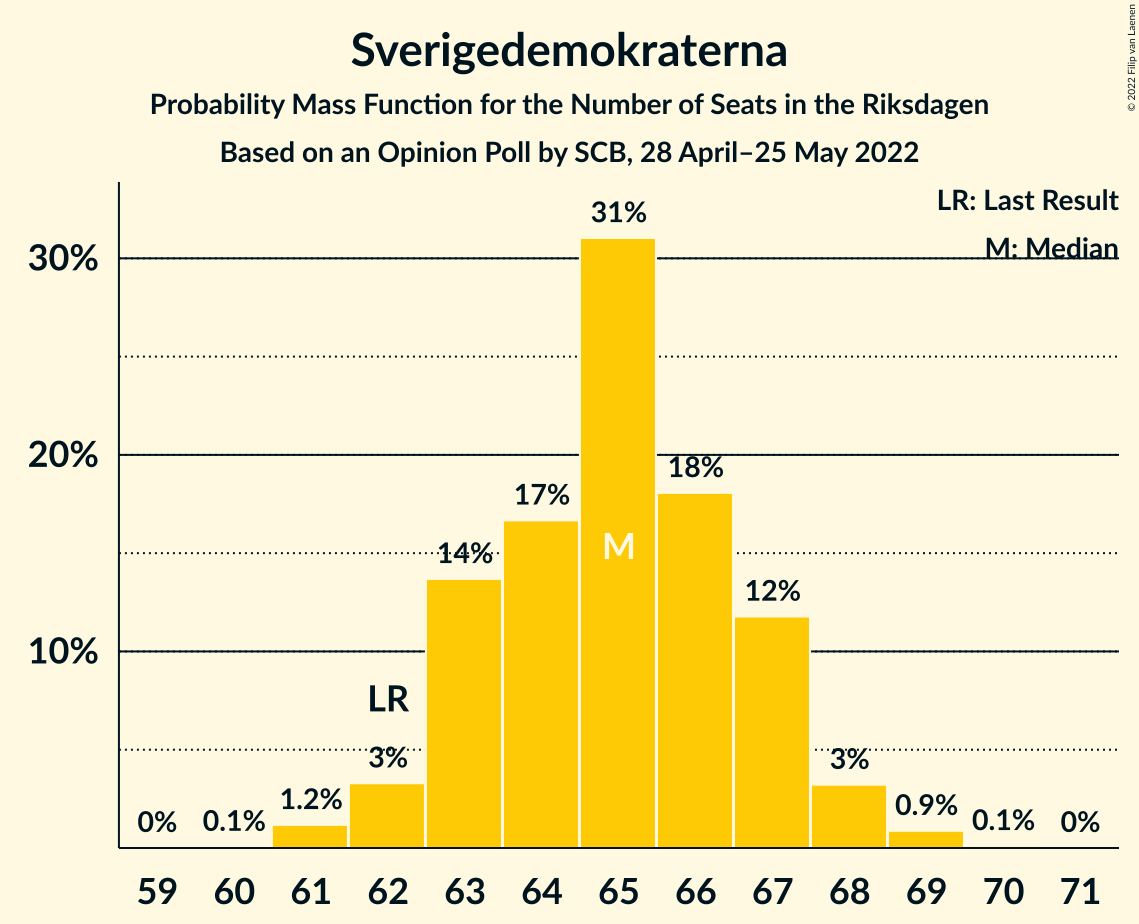 Sverigedemokraterna
Probability Mass Function for the Number of Seats in the Riksdagen
Based on an Opinion Poll by SCB, 28 April–25 May 2022
© 2022 Filip van Laenen
LR: Last Result
M: Median
30%
20%
10%
0%
0.1%
1.2%
3%
LR
14%
17%
31%
M
18%
12%
3%
0.9%
0.1%
0%
59 60 61 62 63 64 65 66 67 68 69 70 71